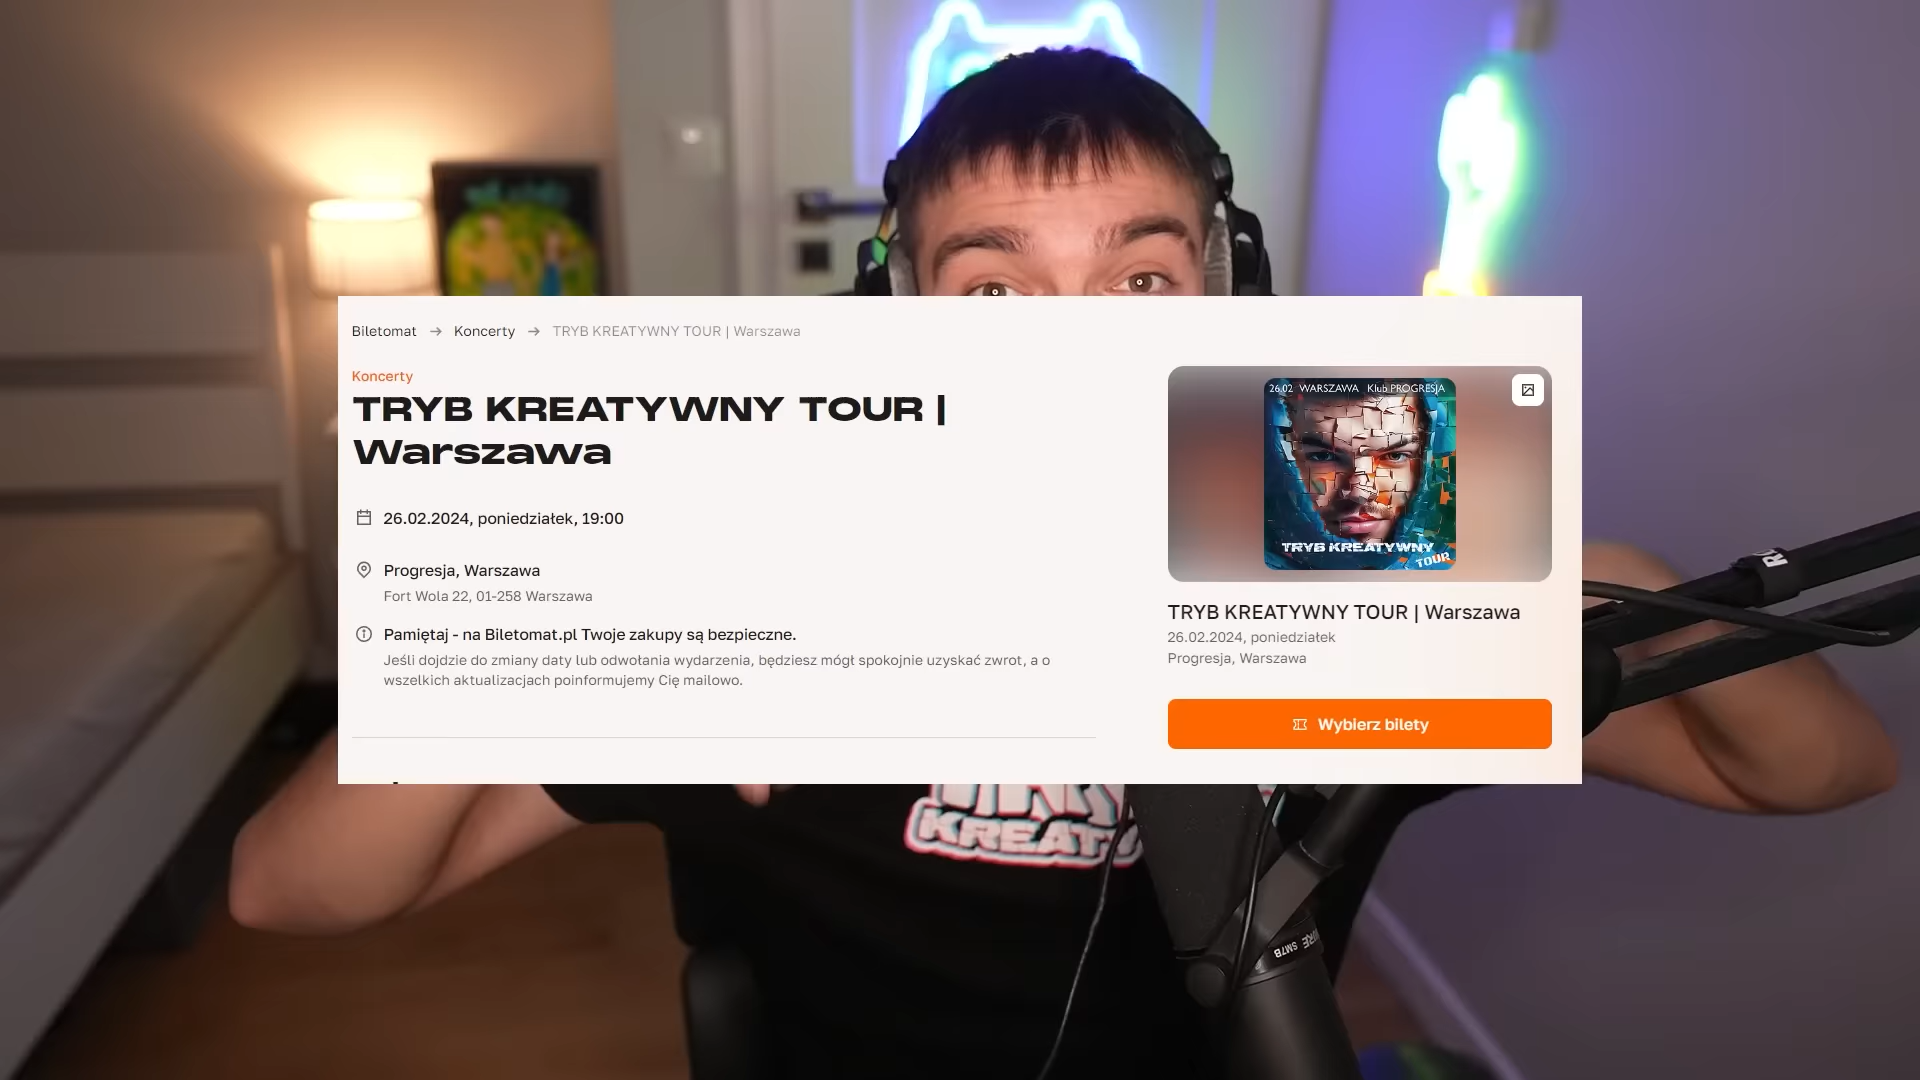 Biletomat → Koncerty → TRYB KREATYWNY TOUR | Warszawa
Koncerty
TRYB KREATYWNY TOUR |
Warszawa
26.02.2024, poniedziałek, 19:00
Progresja, Warszawa
Fort Wola 22, 01-258 Warszawa
Pamiętaj - na Biletomat.pl Twoje zakupy są bezpieczne.
Jeśli dojdzie do zmiany daty lub odwołania wydarzenia, będziesz mógł spokojnie uzyskać zwrot, a o
wszelkich aktualizacjach poinformujemy Cię mailowo.
26.02 WARSZAWA Klub PROGRESJA
TRYB KREATYWNY
TOUR
TRYB KREATYWNY TOUR | Warszawa
26.02.2024, poniedziałek
Progresja, Warszawa
Wybierz bilety
SM7B